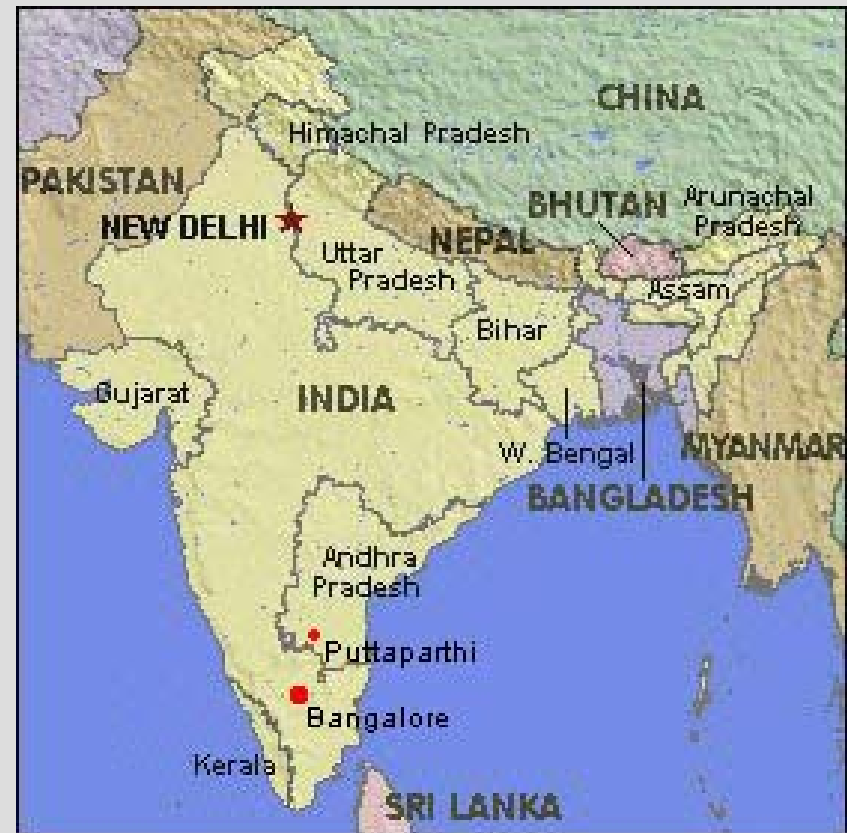 CHINA
Himachal Pradesh
PAKISTAN
BHUTAN
Arunachal
Pradesh
NEW DELHI
NEPAL
Uttar
Pradesh
Assam
Bihar
Gujarat
INDIA
W. Bengal
MYANMAR
BANGLADESH
Andhra
Pradesh
Puttaparthi
Bangalore
Kerala
SRI LANKA